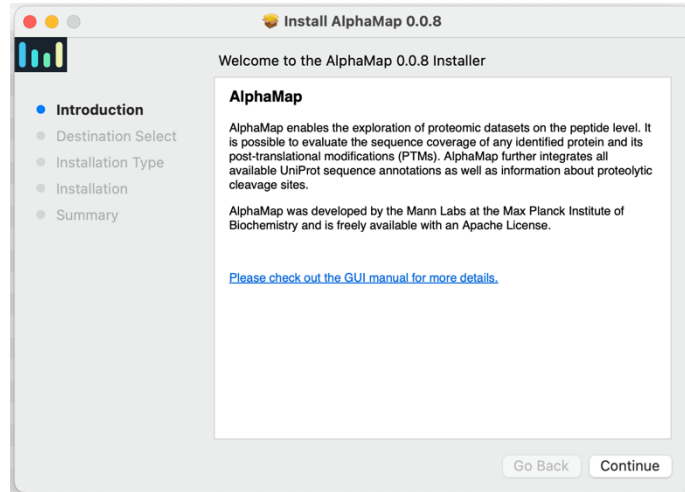 Install AlphaMap 0.0.8
Welcome to the AlphaMap 0.0.8 Installer
Introduction
Destination Select
Installation Type
Installation
Summary
AlphaMap
AlphaMap enables the exploration of proteomic datasets on the peptide level. It
is possible to evaluate the sequence coverage of any identified protein and its
post-translational modifications (PTMs). AlphaMap further integrates all
available UniProt sequence annotations as well as information about proteolytic
cleavage sites.
AlphaMap was developed by the Mann Labs at the Max Planck Institute of
Biochemistry and is freely available with an Apache License.
Please check out the GUI manual for more details.
Go Back
Continue